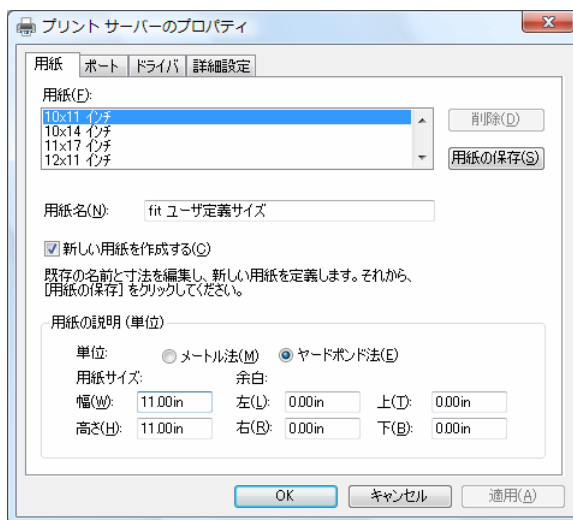 プリント サーバーのプロパティ
用紙 ポート ドライバ 詳細設定
用紙(F):
10x11 インチ
10x14 インチ
11x17 インチ
12x11 インチ
削除(D)
用紙の保存(S)
用紙名(N): fit ユーザ定義サイズ
新しい用紙を作成する(C)
既存の名前と寸法を編集し、新しい用紙を定義します。それから、
[用紙の保存] をクリックしてください。
用紙の説明 (単位)
単位: メートル法(M) ヤードポンド法(E)
用紙サイズ: 余白:
幅(W): 11.00in 左(L): 0.00in 上(T): 0.00in
高さ(H): 11.00in 右(R): 0.00in 下(B): 0.00in
OK キャンセル 適用(A)